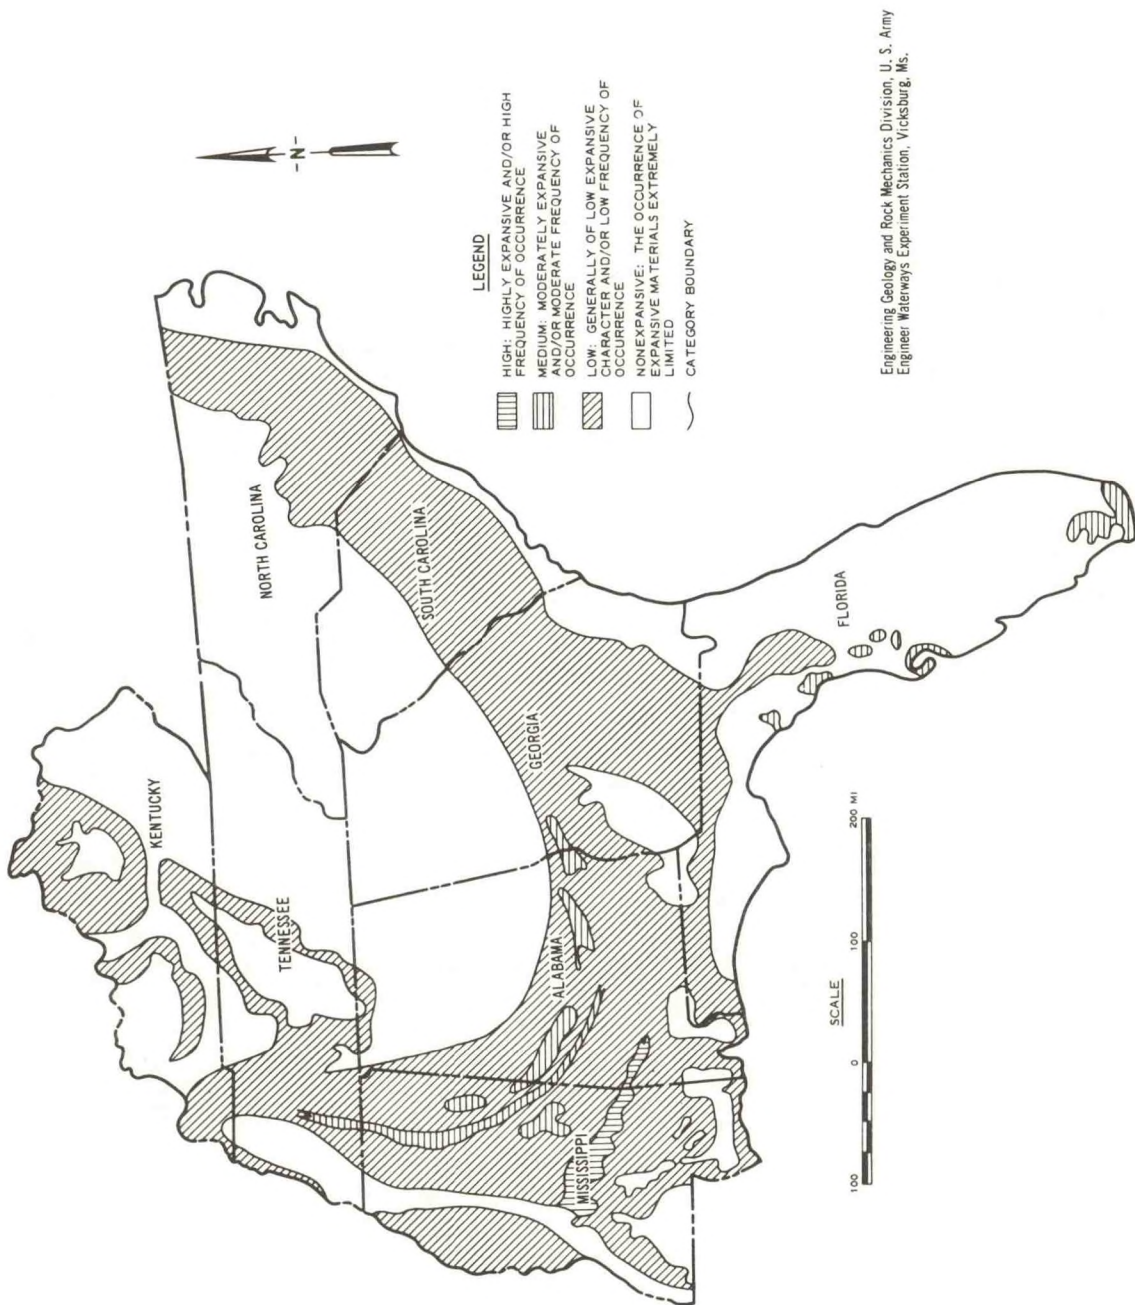 -N-
LEGEND
HIGH: HIGHLY EXPANSIVE AND/OR HIGH
FREQUENCY OF OCCURRENCE
MEDIUM: MODERATELY EXPANSIVE
AND/OR MODERATE FREQUENCY OF
OCCURRENCE
LOW: GENERALLY OF LOW EXPANSIVE
CHARACTER AND/OR LOW FREQUENCY OF
OCCURRENCE
NONEXPANSIVE: THE OCCURRENCE OF
EXPANSIVE MATERIALS EXTREMELY
LIMITED
CATEGORY BOUNDARY
KENTUCKY
NORTH CAROLINA
TENNESSEE
SOUTH CAROLINA
GEORGIA
ALABAMA
MISSISSIPPI
FLORIDA
SCALE
100 0 100 200 MI
Engineering Geology and Rock Mechanics Division, U. S. Army
Engineer Waterways Experiment Station, Vicksburg, Ms.